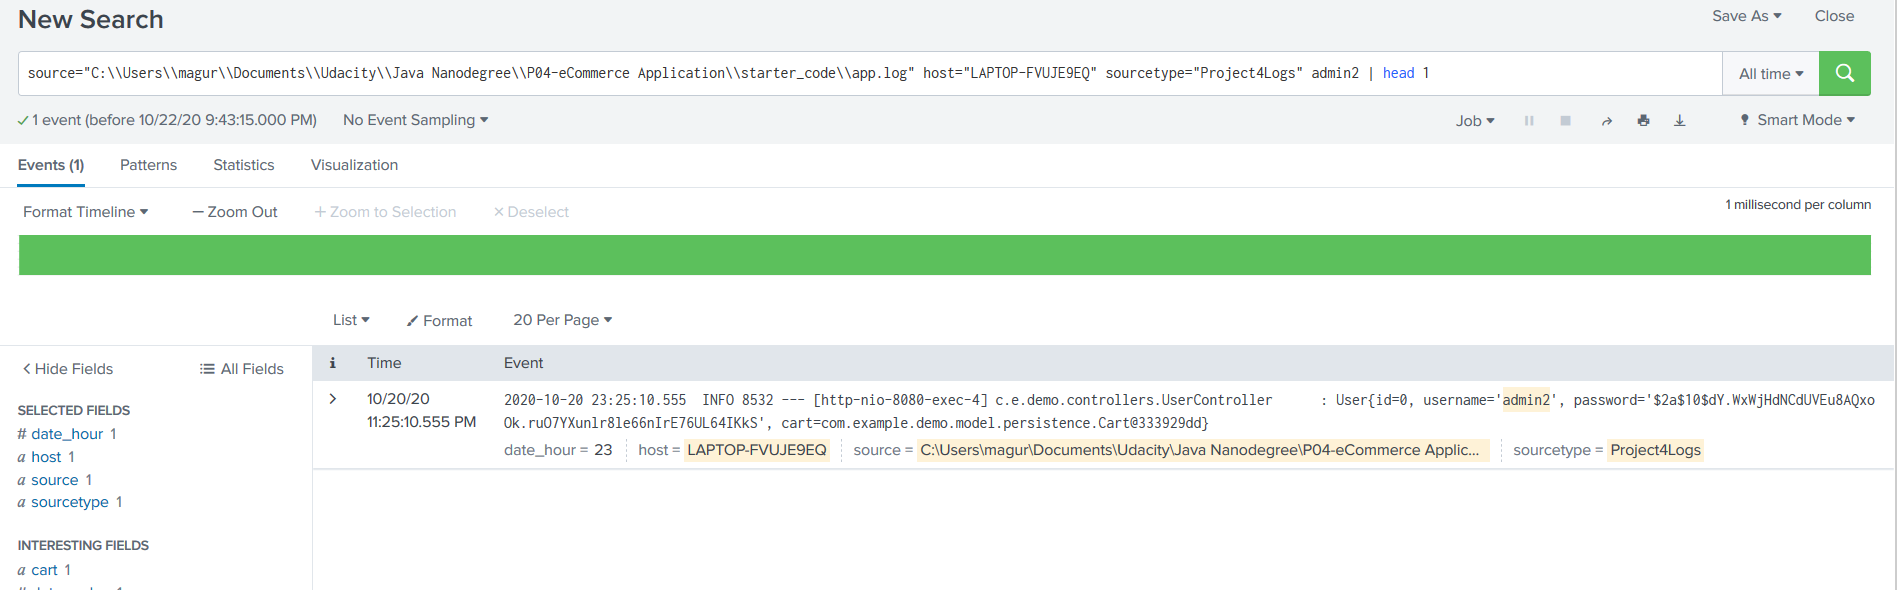 New Search
Save As
Close
source="C:\\Users\\magur\\Documents\\Udacity\\Java Nanodegree\\P04-eCommerce Application\\starter_code\\app.log" host="LAPTOP-FVUJE9EQ" sourcetype="Project4Logs" admin2 | head 1
All time
1 event (before 10/22/20 9:43:15.000 PM)
No Event Sampling
Job
Smart Mode
Events (1)
Patterns
Statistics
Visualization
Format Timeline
— Zoom Out
+ Zoom to Selection
× Deselect
1 millisecond per column
List
Format
20 Per Page
< Hide Fields
All Fields
i
Time
Event
SELECTED FIELDS
# date_hour 1
a host 1
a source 1
a sourcetype 1
INTERESTING FIELDS
a cart 1
10/20/20
11:25:10.555 PM
2020-10-20 23:25:10.555 INFO 8532 --- [http-nio-8080-exec-4] c.e.demo.controllers.UserController : User{id=0, username='admin2', password='$2a$10$dY.WxWjHdNCdUVEu8AQxo
Ok.ruO7YXunlr8le66nIrE76UL64IKkS', cart=com.example.demo.model.persistence.Cart@333929dd}
date_hour = 23
host = LAPTOP-FVUJE9EQ
source = C:\Users\magur\Documents\Udacity\Java Nanodegree\P04-eCommerce Applic...
sourcetype = Project4Logs